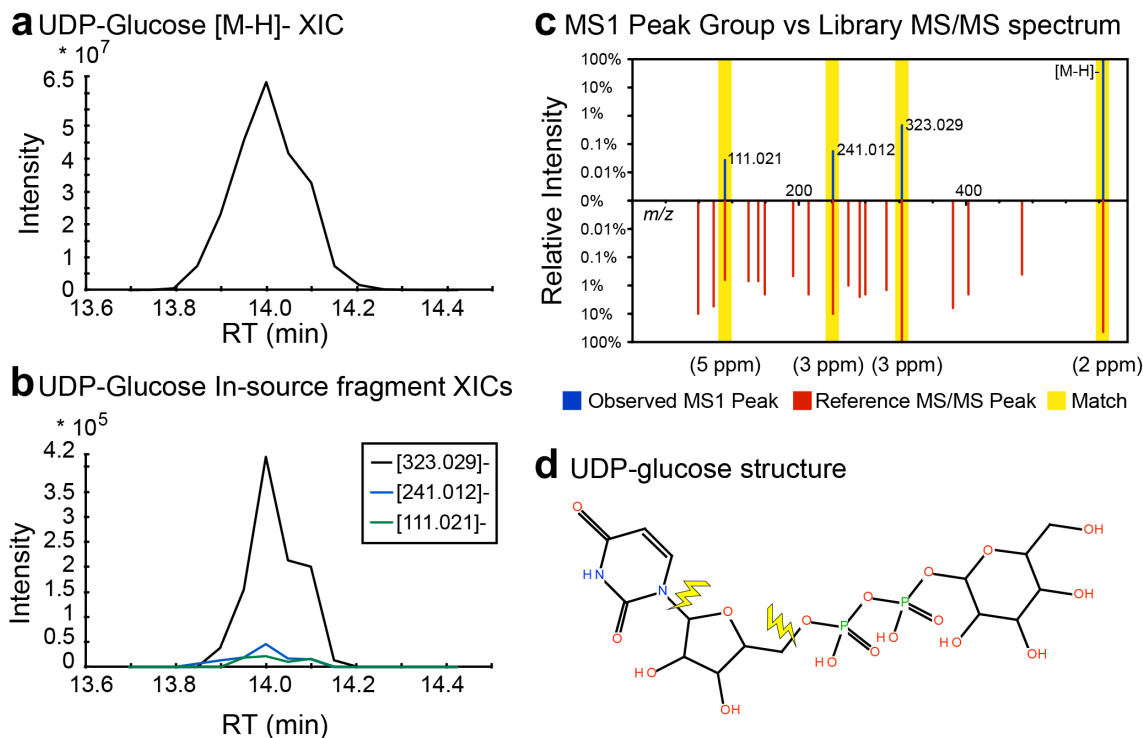 a UDP-Glucose [M-H]- XIC
* 10^7
6.5
5
4
3
2
1
0
Intensity
13.6 13.8 14.0 14.2 14.4
RT (min)
b UDP-Glucose In-source fragment XICs
* 10^5
4.2
3.5
3
2.5
2
1.5
1
0.5
0
Intensity
[323.029]-
[241.012]-
[111.021]-
13.6 13.8 14.0 14.2 14.4
RT (min)
c MS1 Peak Group vs Library MS/MS spectrum
Relative Intensity Relative Intensity
100%
10%
1%
0.1%
0.01%
0%
0.01%
0.1%
1%
10%
100%
[M-H]-
323.029
241.012
111.021
200 400
m/z
(5 ppm) (3 ppm) (3 ppm) (2 ppm)
Observed MS1 Peak Reference MS/MS Peak Match
d UDP-glucose structure
O
HN
N
O
O
HO
OH
O
P
HO
O
O
P
HO
O
O
O
OH
OH
OH
HO